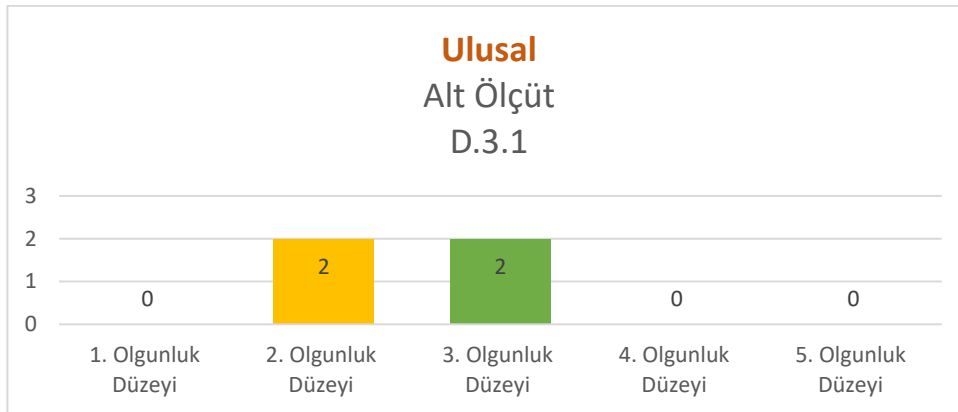 Ulusal
Alt Ölçüt
D.3.1
3
2
1
0
0
2
2
0
0
1. Olgunluk
Düzeyi
2. Olgunluk
Düzeyi
3. Olgunluk
Düzeyi
4. Olgunluk
Düzeyi
5. Olgunluk
Düzeyi